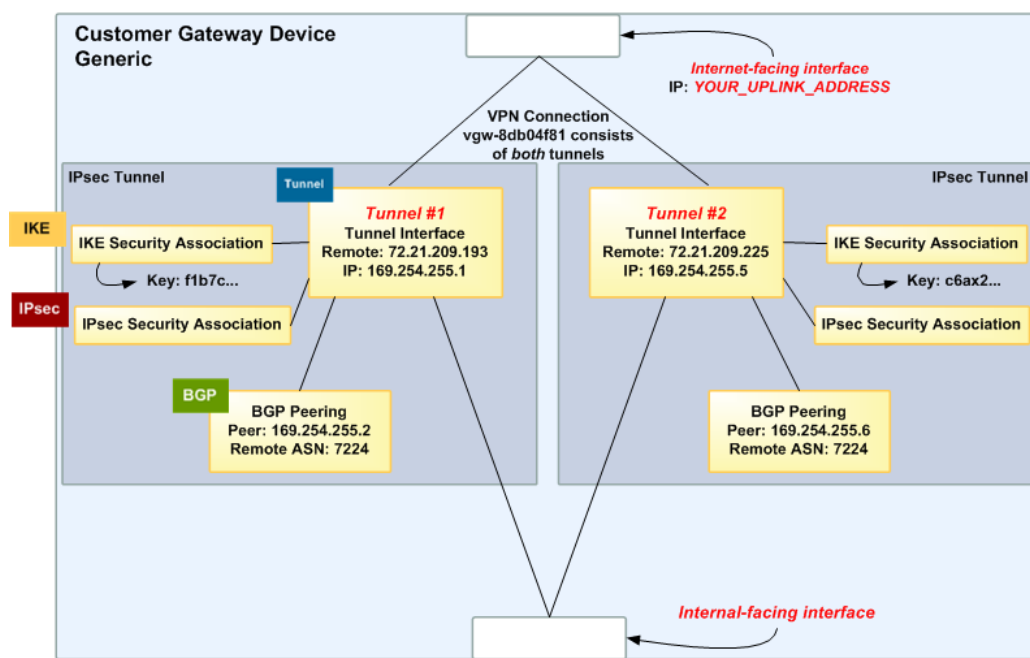 Customer Gateway Device
Generic
Internet-facing interface
IP: YOUR_UPLINK_ADDRESS
VPN Connection
vgw-8db04f81 consists
of both tunnels
IPsec Tunnel
Tunnel
IKE
IKE Security Association
Key: f1b7c...
IPsec
IPsec Security Association
Tunnel #1
Tunnel Interface
Remote: 72.21.209.193
IP: 169.254.255.1
BGP
BGP Peering
Peer: 169.254.255.2
Remote ASN: 7224
IPsec Tunnel
Tunnel #2
Tunnel Interface
Remote: 72.21.209.225
IP: 169.254.255.5
IKE Security Association
Key: c6ax2...
IPsec Security Association
BGP Peering
Peer: 169.254.255.6
Remote ASN: 7224
Internal-facing interface